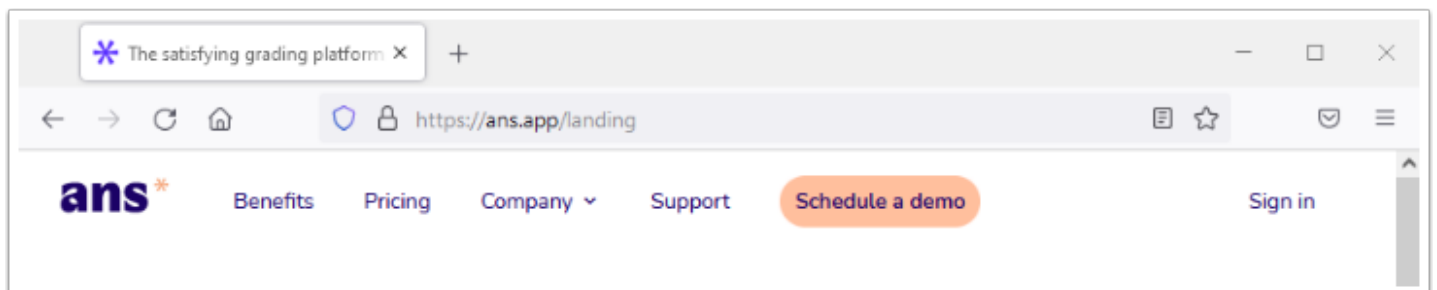 The satisfying grading platform
https://ans.app/landing
ans* Benefits Pricing Company Support Schedule a demo Sign in